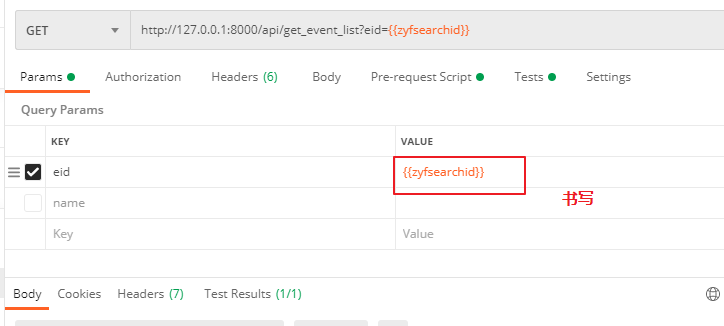 GET http://127.0.0.1:8000/api/get_event_list?eid={{zyfsearchid}}
Params Authorization Headers (6) Body Pre-request Script Tests Settings
Query Params
KEY VALUE
eid {{zyfsearchid}}
书写
name
Key Value
Body Cookies Headers (7) Test Results (1/1)